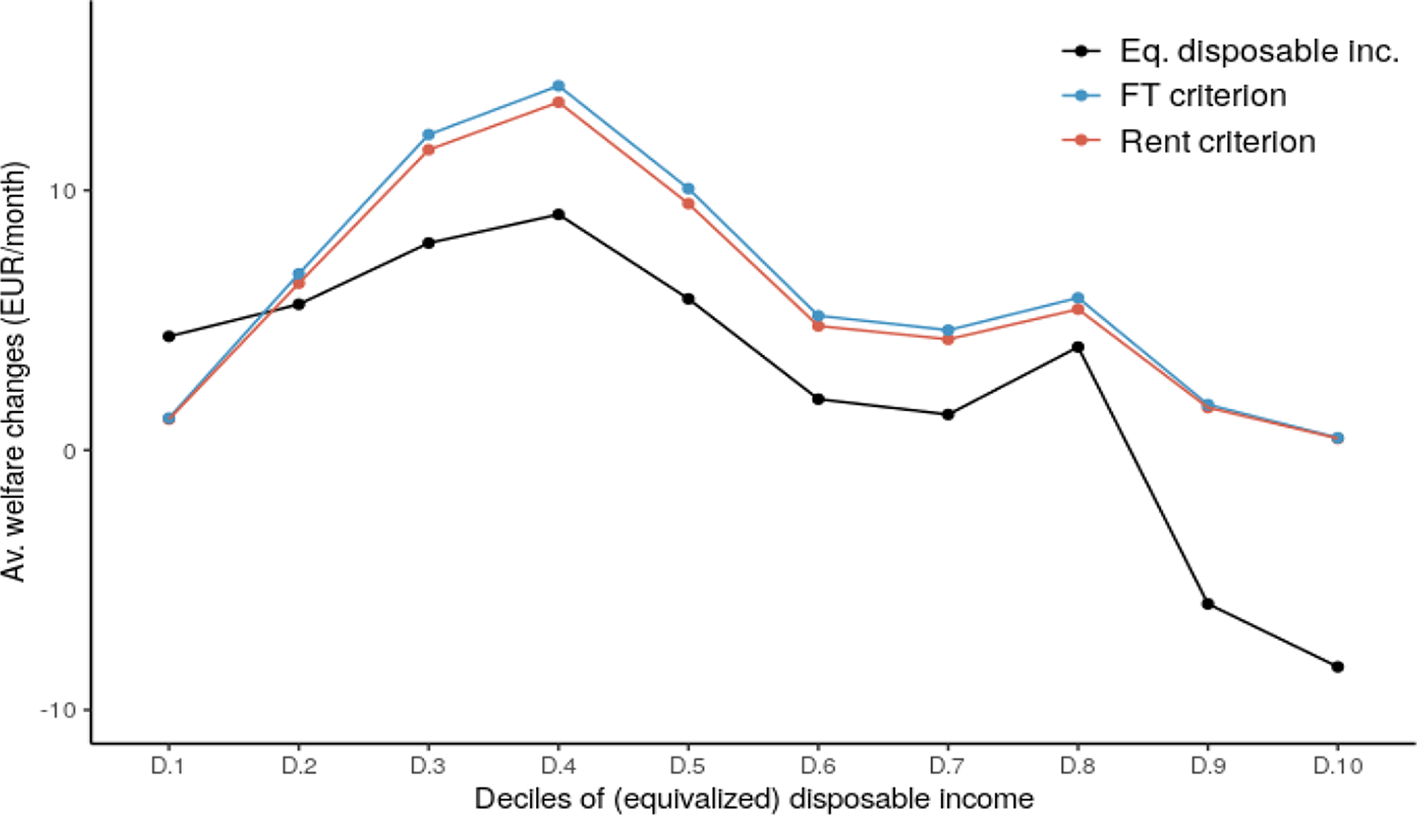 Eq. disposable inc.
FT criterion
Rent criterion
Av. welfare changes (EUR/month)
10
0
-10
D.1 D.2 D.3 D.4 D.5 D.6 D.7 D.8 D.9 D.10
Deciles of (equivalized) disposable income